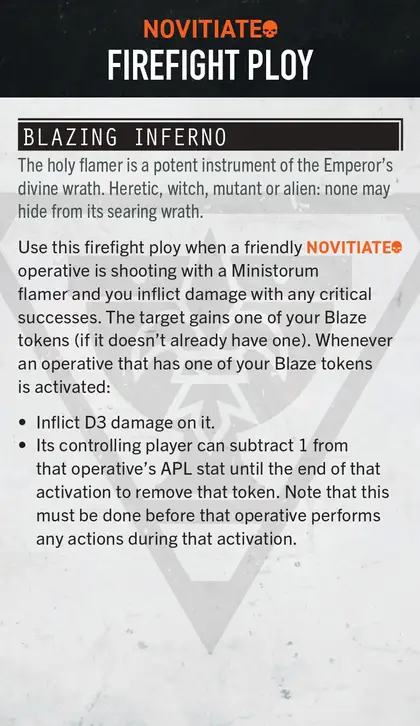 NOVITIATE
FIREFIGHT PLOY
BLAZING INFERNO
The holy flamer is a potent instrument of the Emperor's
divine wrath. Heretic, witch, mutant or alien: none may
hide from its searing wrath.
Use this firefight ploy when a friendly NOVITIATE
operative is shooting with a Ministorum
flamer and you inflict damage with any critical
successes. The target gains one of your Blaze
tokens (if it doesn't already have one). Whenever
an operative that has one of your Blaze tokens
is activated:
• Inflict D3 damage on it.
• Its controlling player can subtract 1 from
that operative's APL stat until the end of that
activation to remove that token. Note that this
must be done before that operative performs
any actions during that activation.